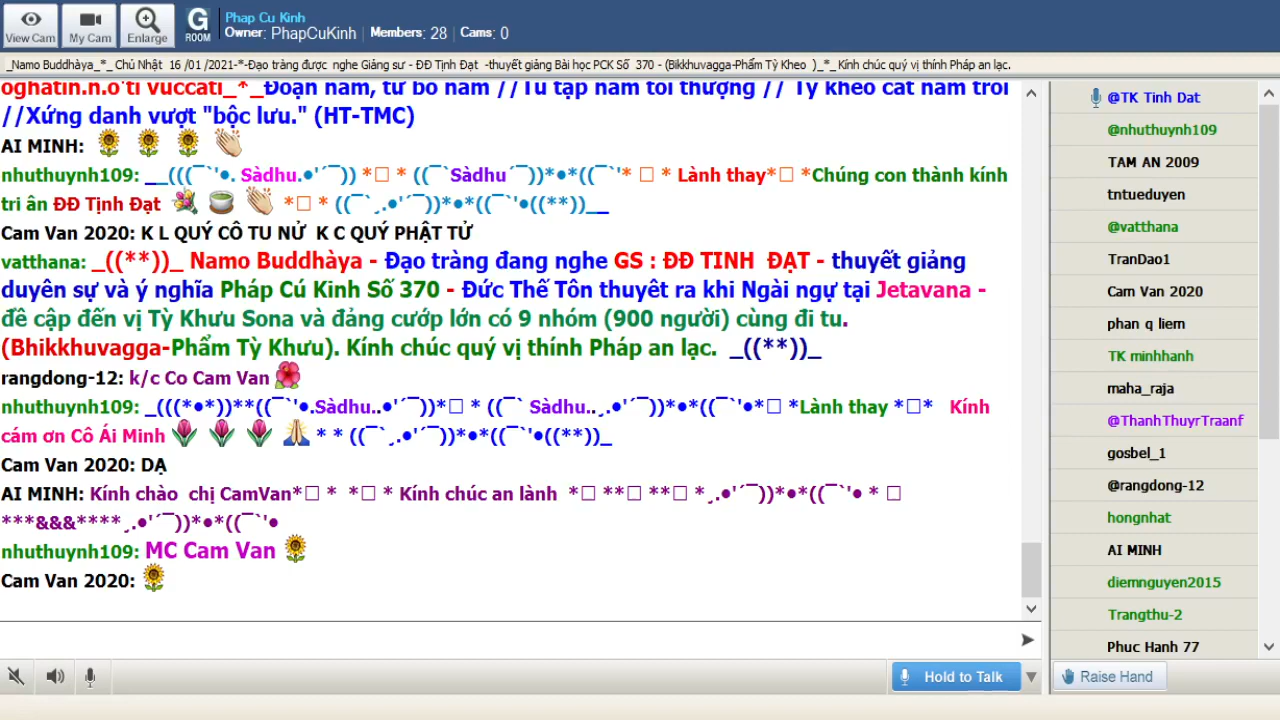 View Cam
My Cam
Enlarge
G ROOM
Phap Cu Kinh
Owner: PhapCuKinh | Members: 28 | Cams: 0
_Namo Buddhàya_*_ Chủ Nhật 16 /01 /2021-*-Đạo tràng được nghe Giảng sư - ĐĐ Tịnh Đạt -thuyết giảng Bài học PCK Số 370 - (Bikkhuvagga-Phẩm Tỳ Kheo )_*_Kính chúc quý vị thính Pháp an lạc.
oghatin.n.o'ti vuccati_*_Đoạn năm, từ bỏ năm //Tu tập năm tối thượng // Tỳ kheo cắt năm trói
//Xứng danh vượt "bộc lưu." (HT-TMC)
AI MINH: 🌻 🌻 🌻 👏
nhuthuynh109: __(((¯`'•. Sàdhu.•'´¯)) *□ * ((¯`Sàdhu´¯))*•*((¯`'* □ * Lành thay*□ *Chúng con thành kính
tri ân ĐĐ Tịnh Đạt 💐 🍵 👏 *□ * ((¯`¸.•'´¯))*•*((¯`'•((**))__
Cam Van 2020: K L QUÝ CÔ TU NỬ K C QUÝ PHẬT TỬ
vatthana: _((**))_ Namo Buddhàya - Đạo tràng đang nghe GS : ĐĐ TINH ĐẠT - thuyết giảng
duyên sự và ý nghĩa Pháp Cú Kinh Số 370 - Đức Thế Tôn thuyêt ra khi Ngài ngự tại Jetavana -
đề cập đến vị Tỳ Khưu Sona và đảng cướp lớn có 9 nhóm (900 người) cùng đi tu.
(Bhikkhuvagga-Phẩm Tỳ Khưu). Kính chúc quý vị thính Pháp an lạc. _((**))_
rangdong-12: k/c Co Cam Van 🌺
nhuthuynh109: _(((*•*))**((¯`'•.Sàdhu..•'´¯))*□ * ((¯` Sàdhu..¸.•'´¯))*•*((¯`'•*□ *Lành thay *□* Kính
cám ơn Cô Ái Minh 🌷 🌷 🌷 🙏 * * ((¯`¸.•'´¯))*•*((¯`'•((**))_
Cam Van 2020: DẠ
AI MINH: Kính chào chị CamVan*□ * *□ * Kính chúc an lành *□ **□ **□ *¸.•'´¯))*•*((¯`'• * □
***&&&****¸.•'´¯))*•*((¯`'•
nhuthuynh109: MC Cam Van 🌻
Cam Van 2020: 🌻
Hold to Talk
@TK Tinh Dat
@nhuthuynh109
TAM AN 2009
tntueduyen
@vatthana
TranDao1
Cam Van 2020
phan q liem
TK minhhanh
maha_raja
@ThanhThuyrTraanf
gosbel_1
@rangdong-12
hongnhat
AI MINH
diemnguyen2015
Trangthu-2
Phuc Hanh 77
Raise Hand